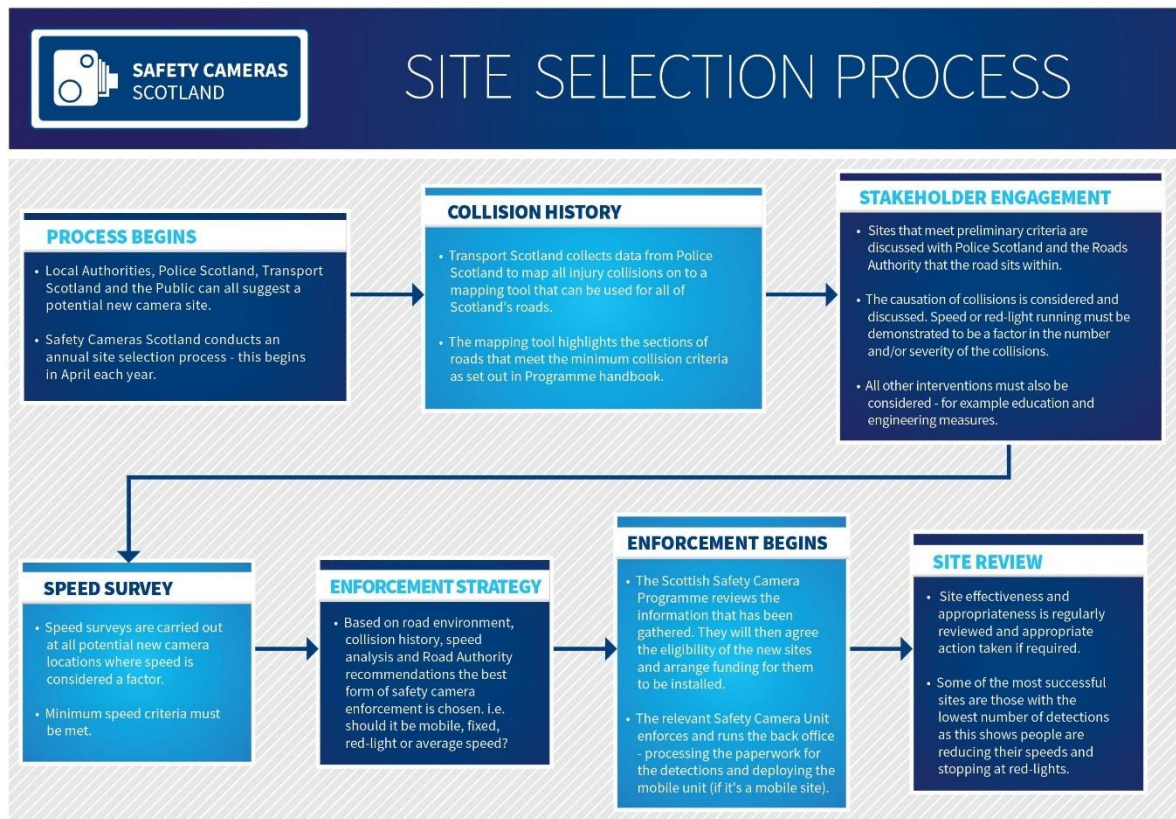 SAFETY CAMERAS
SCOTLAND
SITE SELECTION PROCESS
PROCESS BEGINS
• Local Authorities, Police Scotland, Transport
Scotland and the Public can all suggest a
potential new camera site.
• Safety Cameras Scotland conducts an
annual site selection process - this begins
in April each year.
COLLISION HISTORY
• Transport Scotland collects data from Police
Scotland to map all injury collisions on to a
mapping tool that can be used for all of
Scotland's roads.
• The mapping tool highlights the sections of
roads that meet the minimum collision criteria
as set out in Programme handbook.
STAKEHOLDER ENGAGEMENT
• Sites that meet preliminary criteria are
discussed with Police Scotland and the Roads
Authority that the road sits within.
• The causation of collisions is considered and
discussed. Speed or red-light running must be
demonstrated to be a factor in the number
and/or severity of the collisions.
• All other interventions must also be
considered - for example education and
engineering measures.
SPEED SURVEY
• Speed surveys are carried out
at all potential new camera
locations where speed is
considered a factor.
• Minimum speed criteria must
be met.
ENFORCEMENT STRATEGY
• Based on road environment,
collision history, speed
analysis and Road Authority
recommendations the best
form of safety camera
enforcement is chosen. i.e.
should it be mobile, fixed,
red-light or average speed?
ENFORCEMENT BEGINS
• The Scottish Safety Camera
Programme reviews the
information that has been
gathered. They will then agree
the eligibility of the new sites
and arrange funding for them
to be installed.
• The relevant Safety Camera Unit
enforces and runs the back office
- processing the paperwork for
the detections and deploying the
mobile unit (if it's a mobile site).
SITE REVIEW
• Site effectiveness and
appropriateness is regularly
reviewed and appropriate
action taken if required.
• Some of the most successful
sites are those with the
lowest number of detections
as this shows people are
reducing their speeds and
stopping at red-lights.